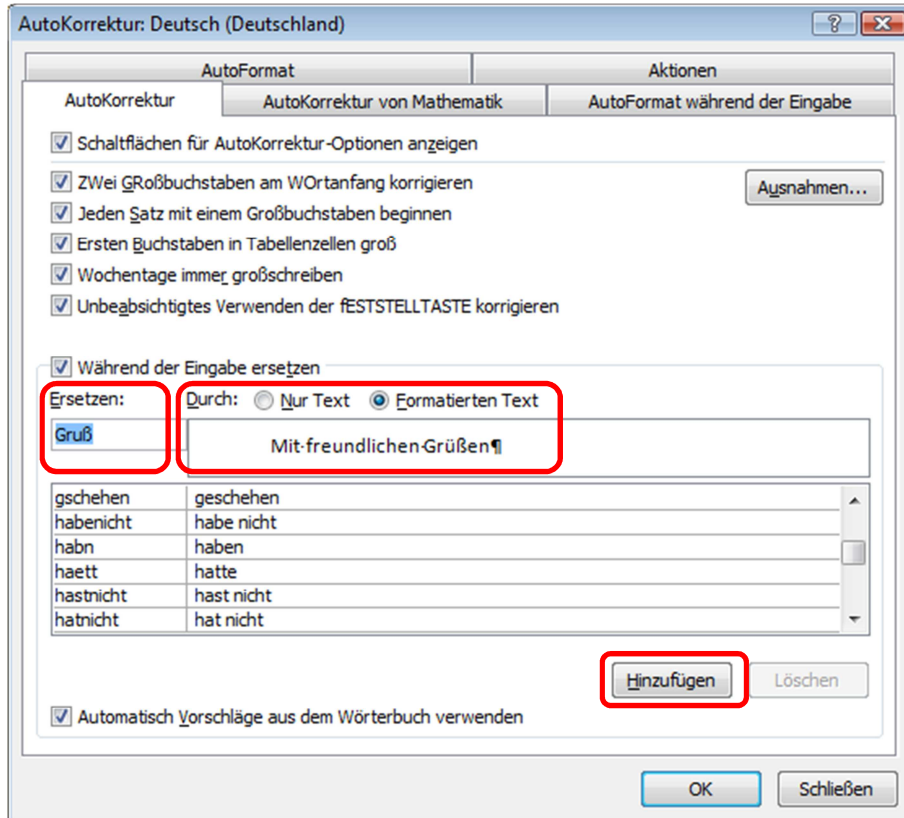 AutoKorrektur: Deutsch (Deutschland)
AutoFormat Aktionen
AutoKorrektur AutoKorrektur von Mathematik AutoFormat während der Eingabe
Schaltflächen für AutoKorrektur-Optionen anzeigen
ZWei GRoßbuchstaben am WOrtanfang korrigieren Ausnahmen...
Jeden Satz mit einem Großbuchstaben beginnen
Ersten Buchstaben in Tabellenzellen groß
Wochentage immer großschreiben
Unbeabsichtigtes Verwenden der fESTSTELLTASTE korrigieren
Während der Eingabe ersetzen
Ersetzen: Durch: Nur Text Formatierten Text
Gruß Mit·freundlichen·Grüßen¶
gschehen geschehen
habenicht habe nicht
habn haben
haett hatte
hastnicht hast nicht
hatnicht hat nicht
Hinzufügen Löschen
Automatisch Vorschläge aus dem Wörterbuch verwenden
OK Schließen